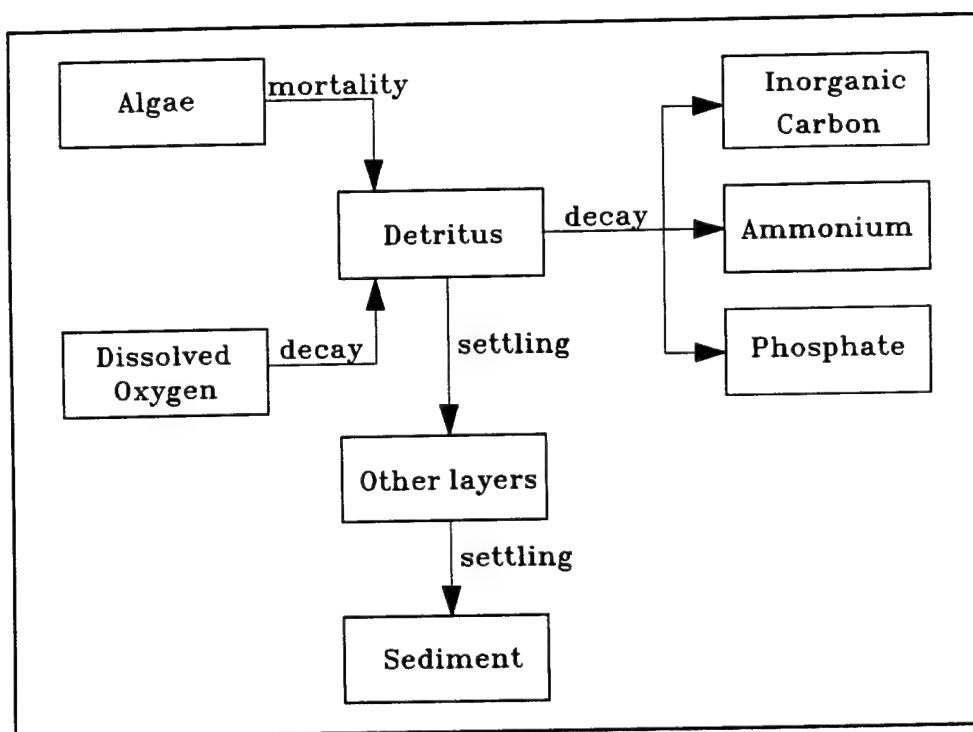 Algae
mortality
Inorganic
Carbon
Detritus
decay
Ammonium
Dissolved
Oxygen
decay
settling
Phosphate
Other layers
settling
Sediment